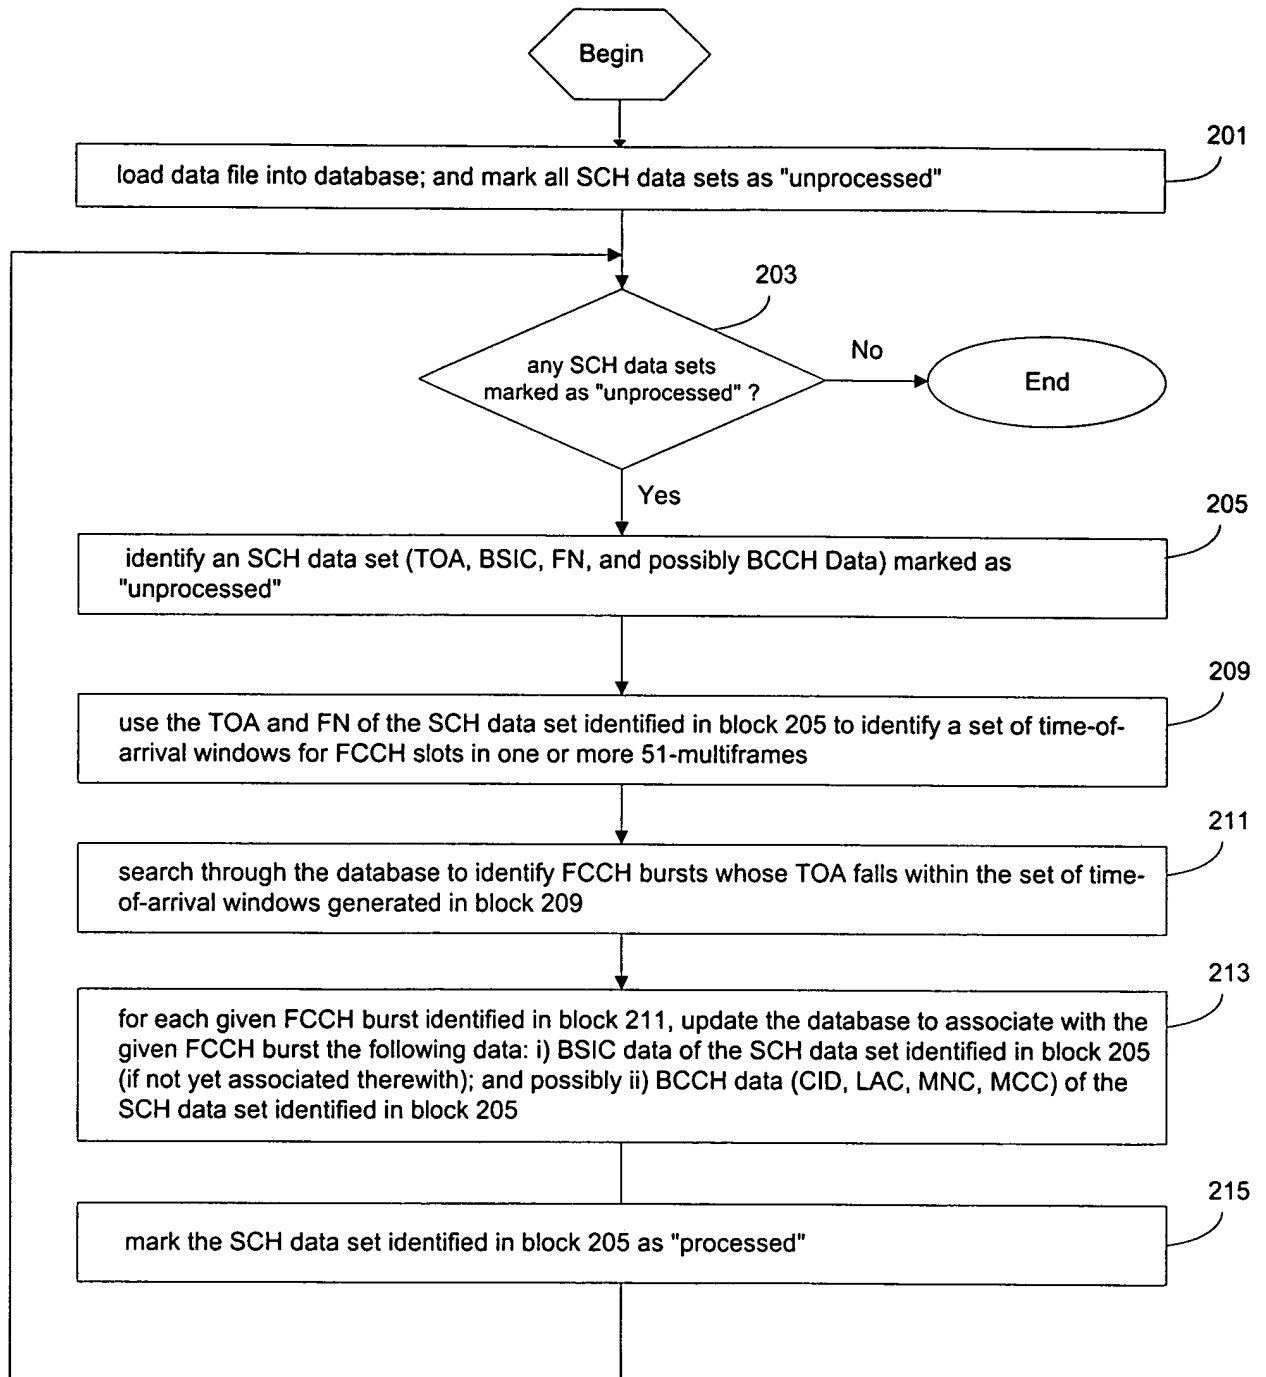 Begin
201
load data file into database; and mark all SCH data sets as "unprocessed"
203
any SCH data sets
marked as "unprocessed" ?
No
End
Yes
205
identify an SCH data set (TOA, BSIC, FN, and possibly BCCH Data) marked as
"unprocessed"
209
use the TOA and FN of the SCH data set identified in block 205 to identify a set of time-of-
arrival windows for FCCH slots in one or more 51-multiframes
211
search through the database to identify FCCH bursts whose TOA falls within the set of time-
of-arrival windows generated in block 209
213
for each given FCCH burst identified in block 211, update the database to associate with the
given FCCH burst the following data: i) BSIC data of the SCH data set identified in block 205
(if not yet associated therewith); and possibly ii) BCCH data (CID, LAC, MNC, MCC) of the
SCH data set identified in block 205
215
mark the SCH data set identified in block 205 as "processed"